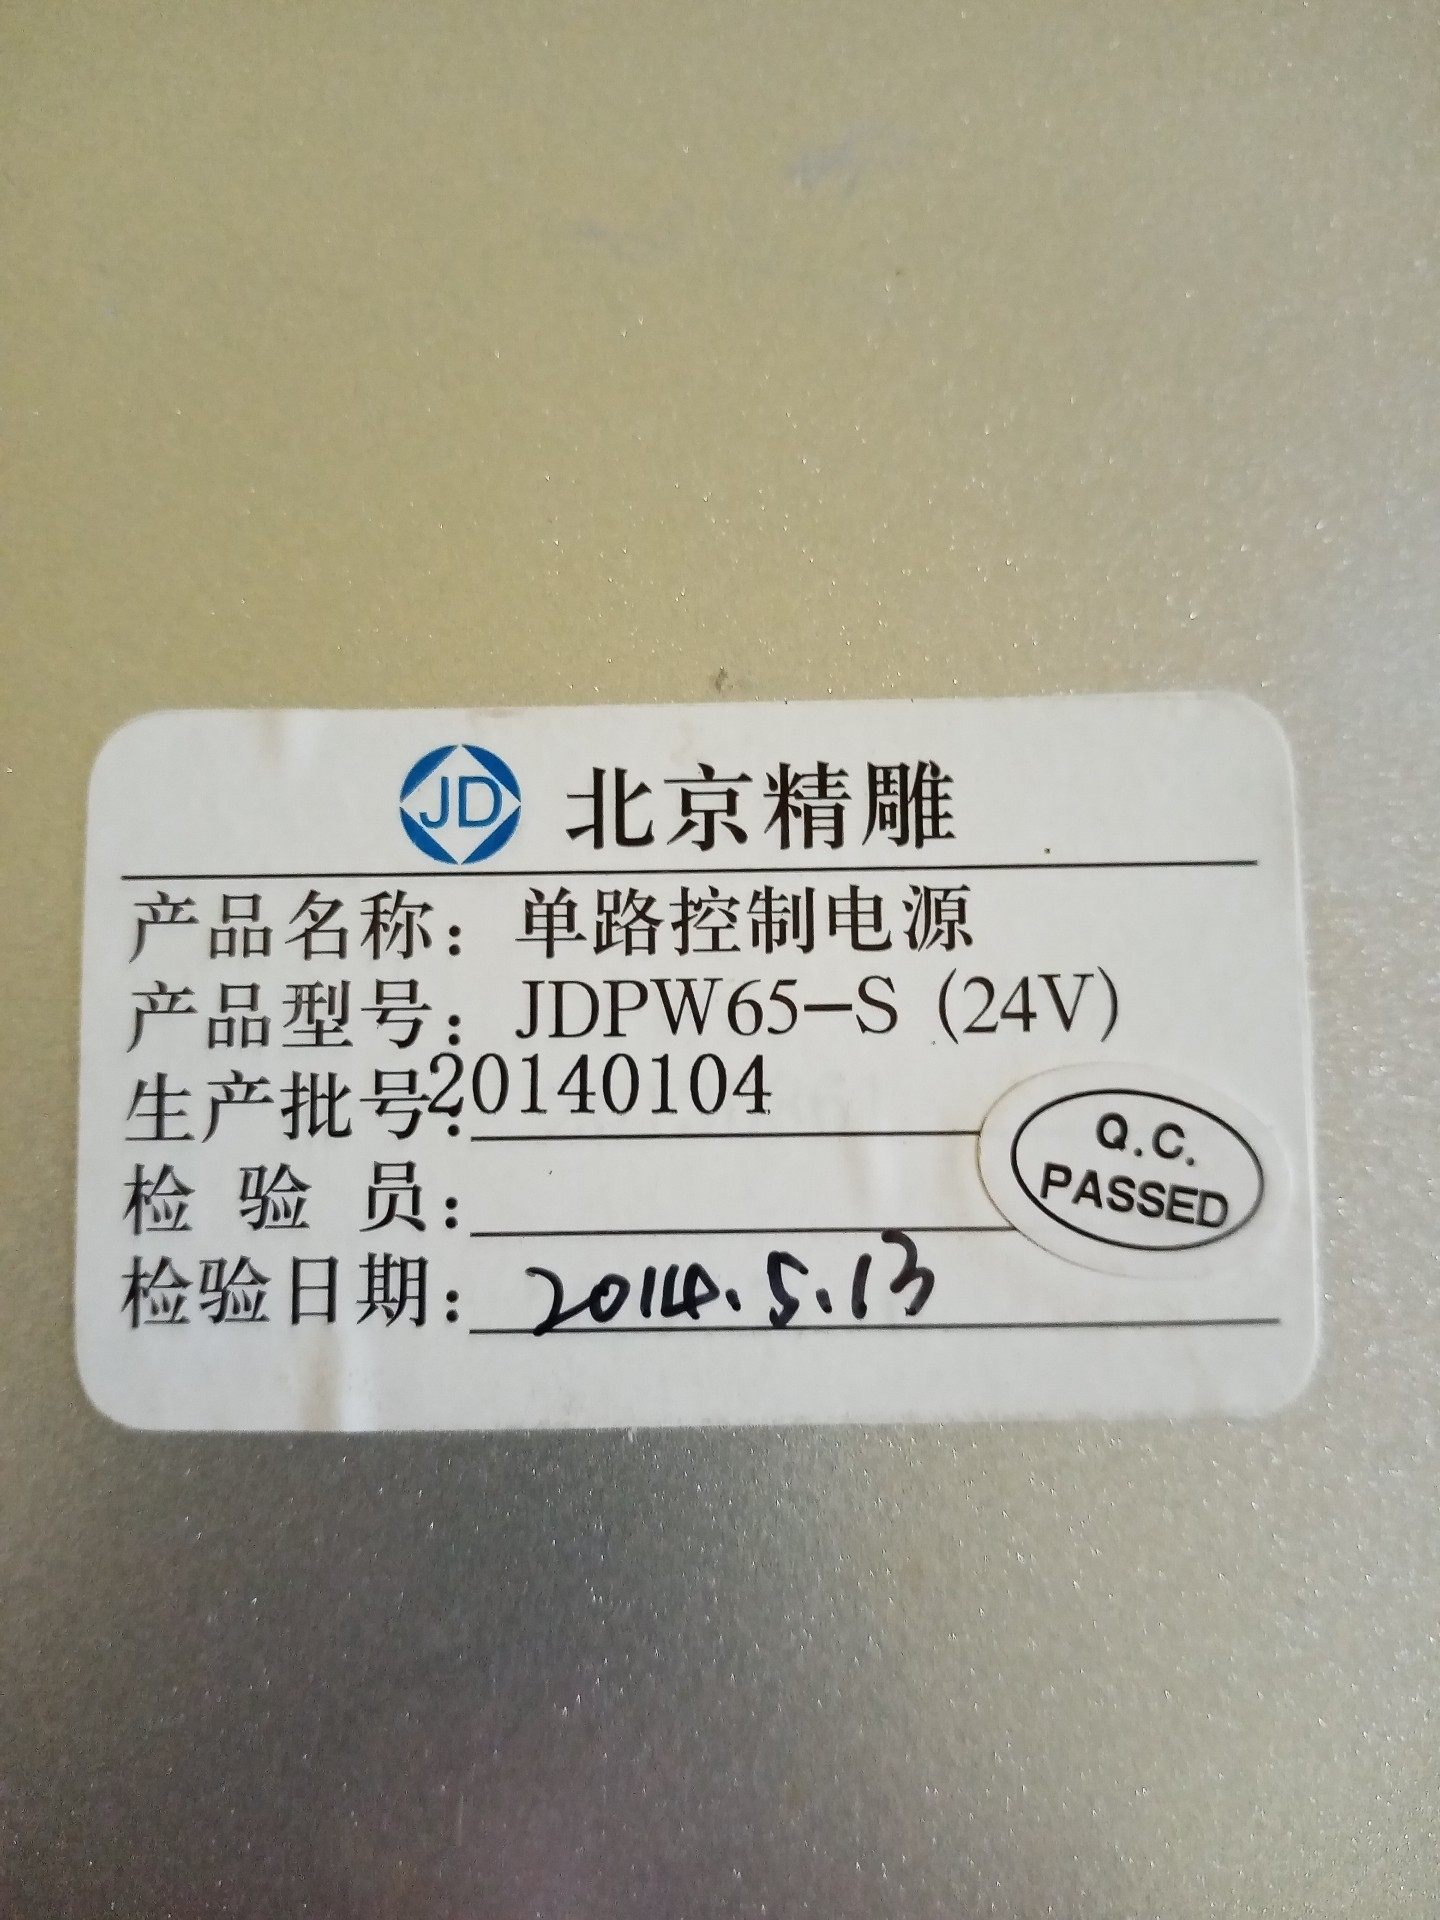 JD 北京精雕
产品名称：单路控制电源
产品型号：JDPW65-S (24V)
生产批号：20140104
检 验 员：
Q.C.
PASSED
检验日期：2014.5.13